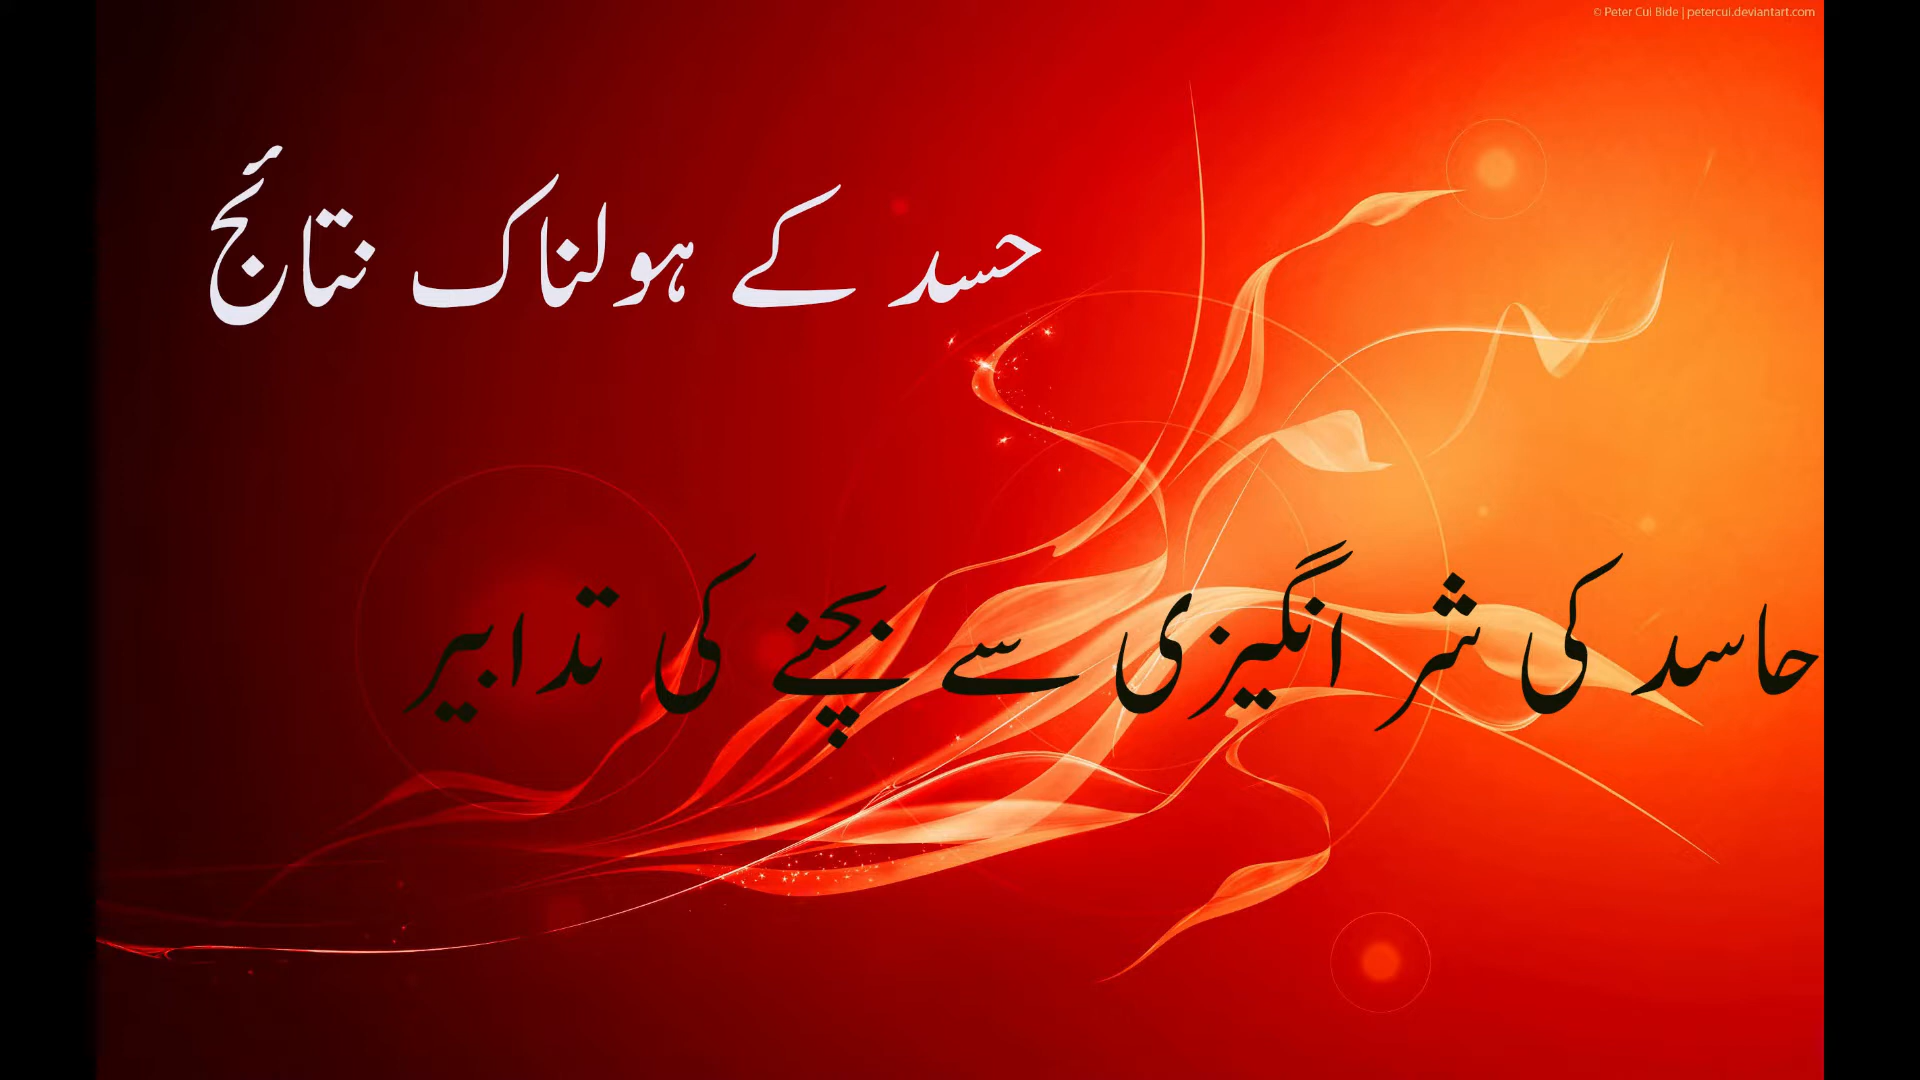 © Peter Cui Bide | petercui.deviantart.com
حسد کے ہولناک نتائج
حاسد کی شر انگیزی سے بچنے کی تدابیر